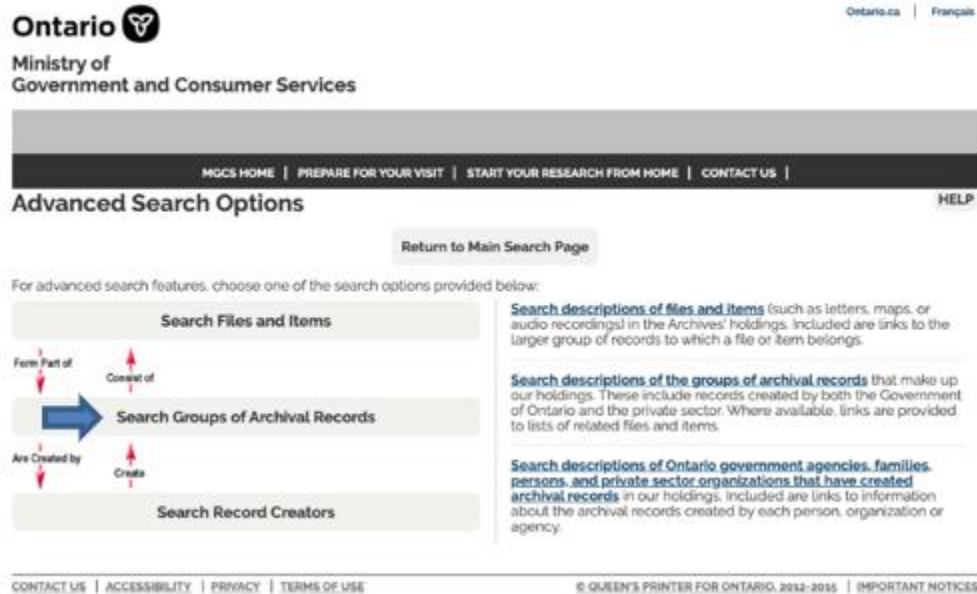 Ontario
Ontario.ca | Français
Ministry of
Government and Consumer Services
MGCS HOME | PREPARE FOR YOUR VISIT | START YOUR RESEARCH FROM HOME | CONTACT US |
Advanced Search Options
HELP
Return to Main Search Page
For advanced search features, choose one of the search options provided below:
Search Files and Items
Form Part of
Consist of
Search Groups of Archival Records
Are Created by
Create
Search Record Creators
Search descriptions of files and items (such as letters, maps, or
audio recordings) in the Archives' holdings. Included are links to the
larger group of records to which a file or item belongs.
Search descriptions of the groups of archival records that make up
our holdings. These include records created by both the Government
of Ontario and the private sector. Where available, links are provided
to lists of related files and items.
Search descriptions of Ontario government agencies, families,
persons, and private sector organizations that have created
archival records in our holdings. Included are links to information
about the archival records created by each person, organization or
agency.
CONTACT US | ACCESSIBILITY | PRIVACY | TERMS OF USE
© QUEEN'S PRINTER FOR ONTARIO, 2012-2015 | IMPORTANT NOTICES